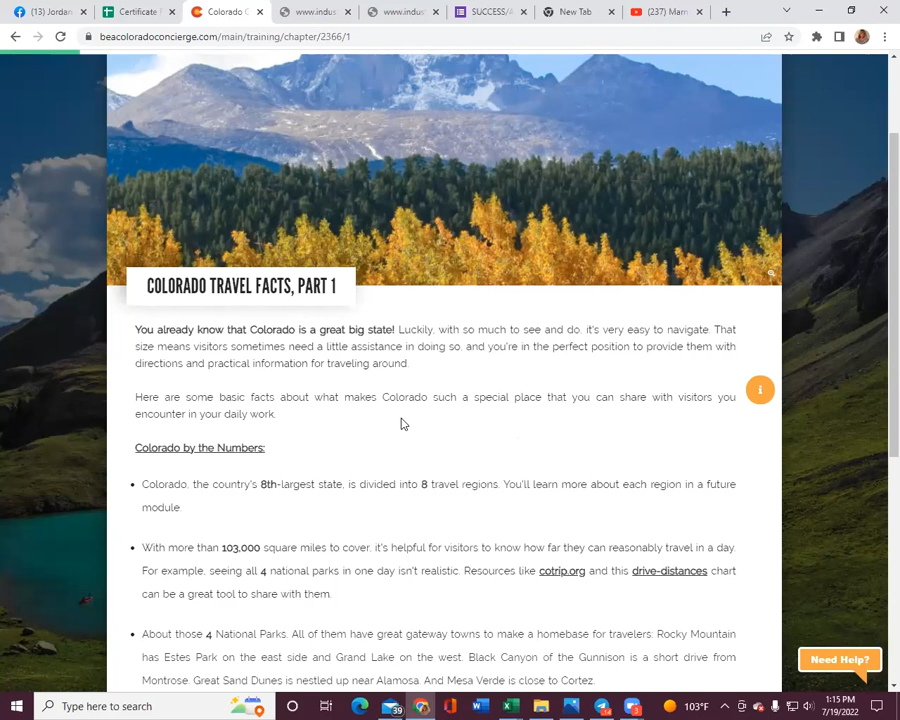 (13) Jordan
Certificate
Colorado C
www.indus
www.indus
SUCCESS/A
New Tab
(237) Marr
beacoloradoconcierge.com/main/training/chapter/2366/1
COLORADO TRAVEL FACTS, PART 1
You already know that Colorado is a great big state! Luckily, with so much to see and do, it's very easy to navigate. That
size means visitors sometimes need a little assistance in doing so, and you're in the perfect position to provide them with
directions and practical information for traveling around.
Here are some basic facts about what makes Colorado such a special place that you can share with visitors you
encounter in your daily work.
Colorado by the Numbers:
• Colorado, the country's 8th-largest state, is divided into 8 travel regions. You'll learn more about each region in a future
module.
• With more than 103,000 square miles to cover, it's helpful for visitors to know how far they can reasonably travel in a day.
For example, seeing all 4 national parks in one day isn't realistic. Resources like cotrip.org and this drive-distances chart
can be a great tool to share with them.
• About those 4 National Parks. All of them have great gateway towns to make a homebase for travelers: Rocky Mountain
has Estes Park on the east side and Grand Lake on the west. Black Canyon of the Gunnison is a short drive from
Montrose. Great Sand Dunes is nestled up near Alamosa. And Mesa Verde is close to Cortez.
i
Need Help?
Type here to search
39
14
3
103°F
1:15 PM
7/19/2022